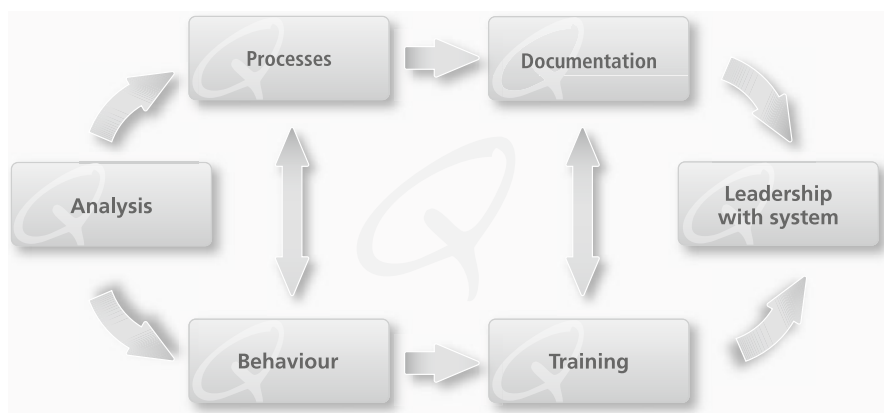 Processes
Documentation
Analysis
Leadership
with system
Behaviour
Training